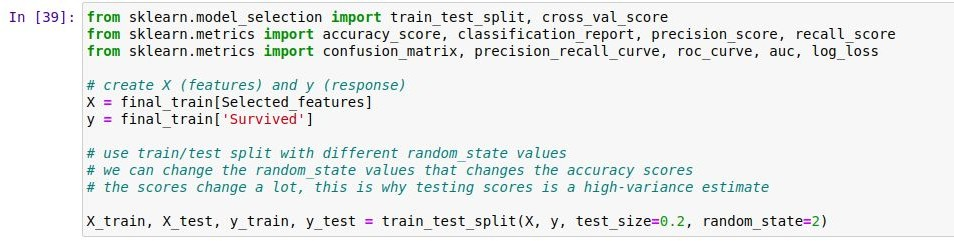 In [39]: from sklearn.model_selection import train_test_split, cross_val_score
from sklearn.metrics import accuracy_score, classification_report, precision_score, recall_score
from sklearn.metrics import confusion_matrix, precision_recall_curve, roc_curve, auc, log_loss
# create X (features) and y (response)
X = final_train[Selected_features]
y = final_train['Survived']
# use train/test split with different random_state values
# we can change the random_state values that changes the accuracy scores
# the scores change a lot, this is why testing scores is a high-variance estimate
X_train, X_test, y_train, y_test = train_test_split(X, y, test_size=0.2, random_state=2)